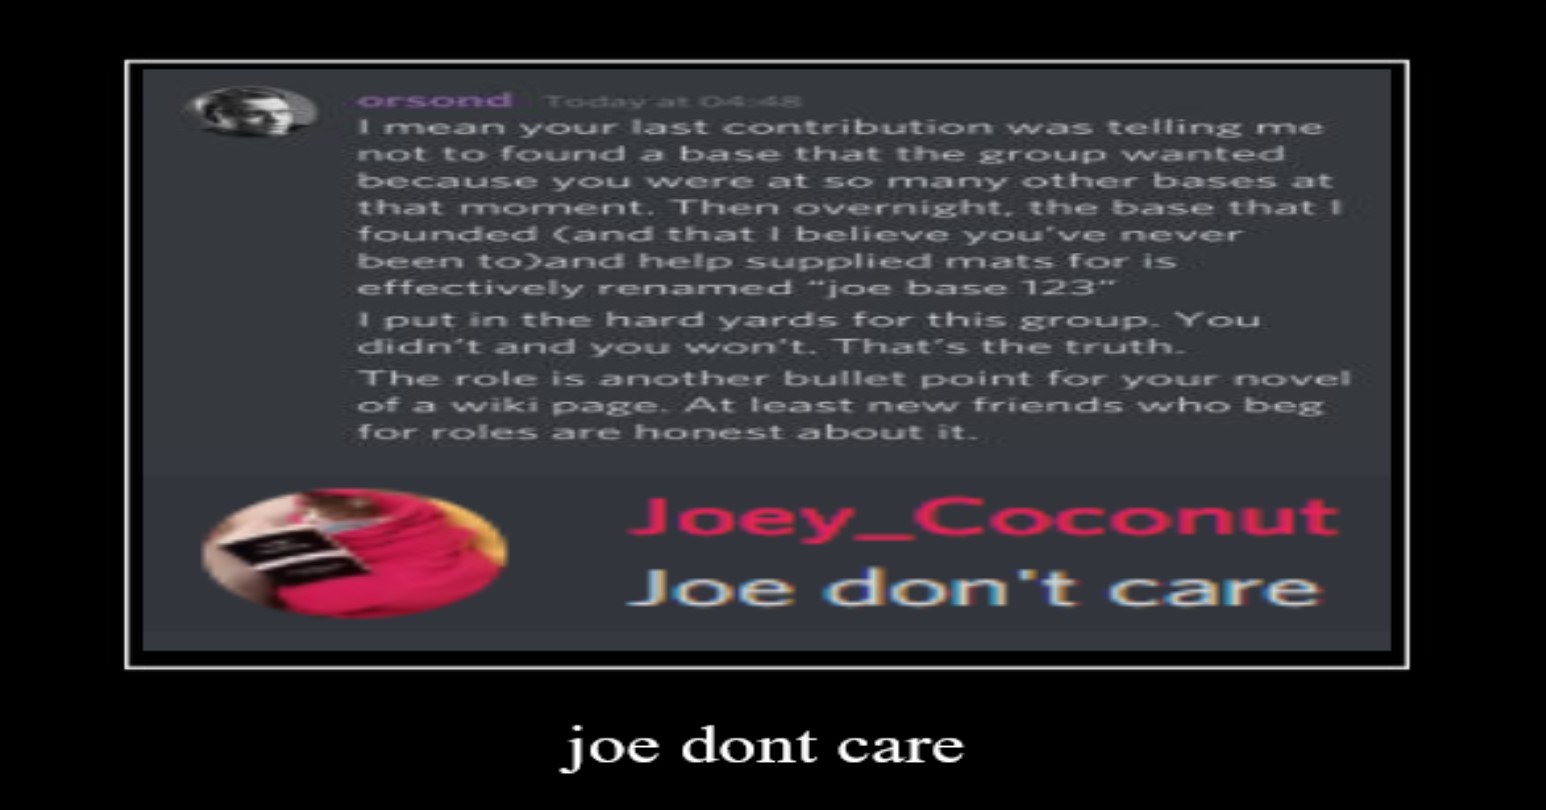 orsond Today at 04:48
I mean your last contribution was telling me
not to found a base that the group wanted
because you were at so many other bases at
that moment. Then overnight, the base that I
founded (and that I believe you've never
been to)and help supplied mats for is
effectively renamed "joe base 123"
I put in the hard yards for this group. You
didn't and you won't. That's the truth.
The role is another bullet point for your novel
of a wiki page. At least new friends who beg
for roles are honest about it.
Joey_Coconut
Joe don't care
joe dont care